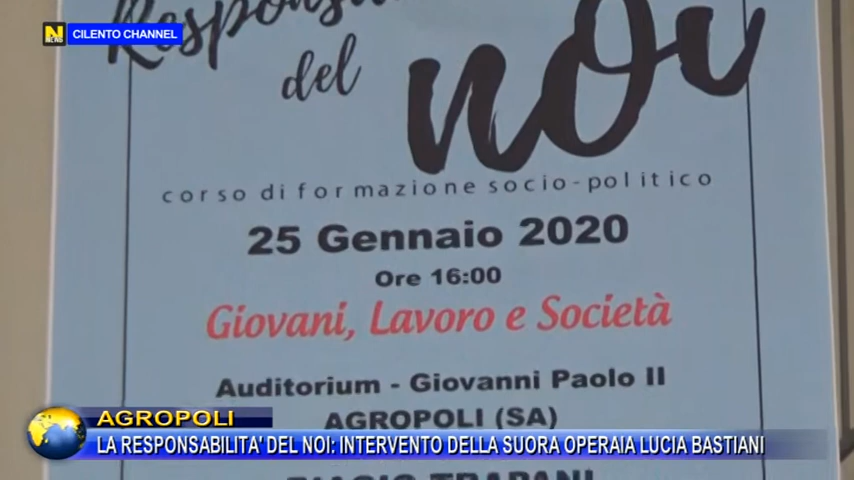 N
NEWS
CILENTO CHANNEL
del
noi
corso di formazione socio-politico
25 Gennaio 2020
Ore 16:00
Giovani, Lavoro e Società
Auditorium - Giovanni Paolo II
AGROPOLI (SA)
AGROPOLI
LA RESPONSABILITA' DEL NOI: INTERVENTO DELLA SUORA OPERAIA LUCIA BASTIANI